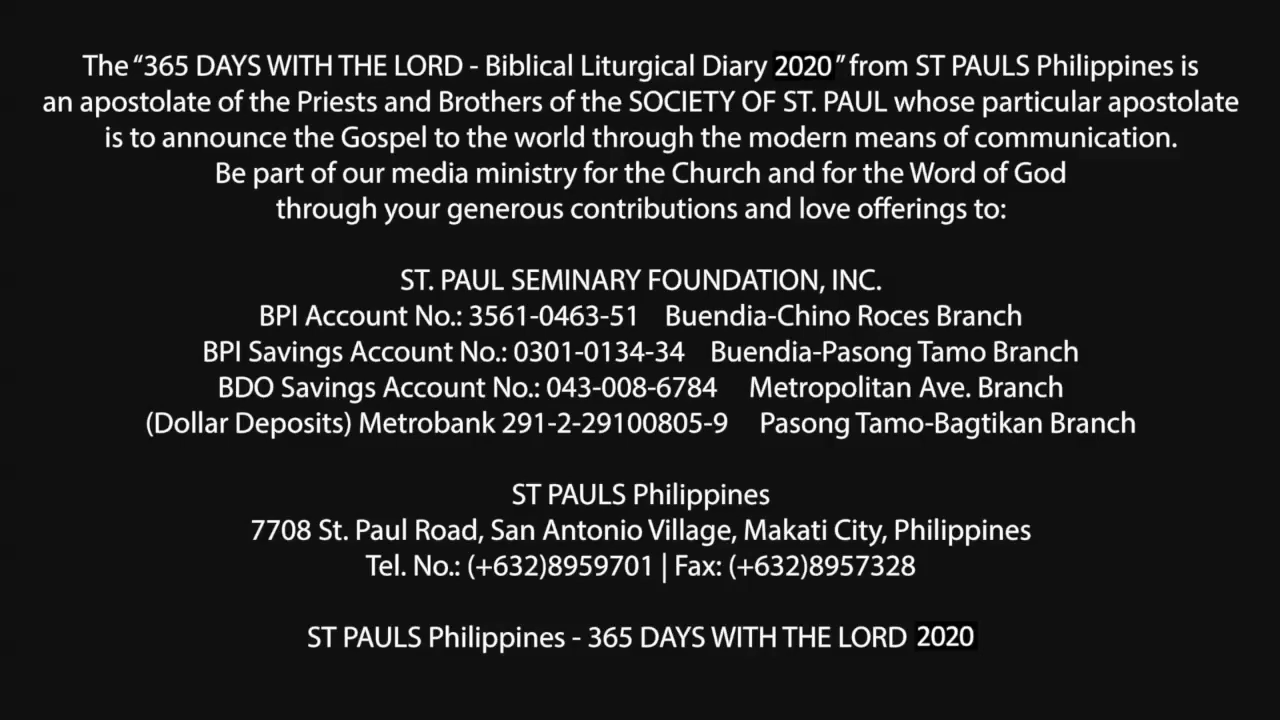 The “365 DAYS WITH THE LORD - Biblical Liturgical Diary 2020” from ST PAULS Philippines is
an apostolate of the Priests and Brothers of the SOCIETY OF ST. PAUL whose particular apostolate
is to announce the Gospel to the world through the modern means of communication.
Be part of our media ministry for the Church and for the Word of God
through your generous contributions and love offerings to:
ST. PAUL SEMINARY FOUNDATION, INC.
BPI Account No.: 3561-0463-51 Buendia-Chino Roces Branch
BPI Savings Account No.: 0301-0134-34 Buendia-Pasong Tamo Branch
BDO Savings Account No.: 043-008-6784 Metropolitan Ave. Branch
(Dollar Deposits) Metrobank 291-2-29100805-9 Pasong Tamo-Bagtikan Branch
ST PAULS Philippines
7708 St. Paul Road, San Antonio Village, Makati City, Philippines
Tel. No.: (+632)8959701 | Fax: (+632)8957328
ST PAULS Philippines - 365 DAYS WITH THE LORD 2020